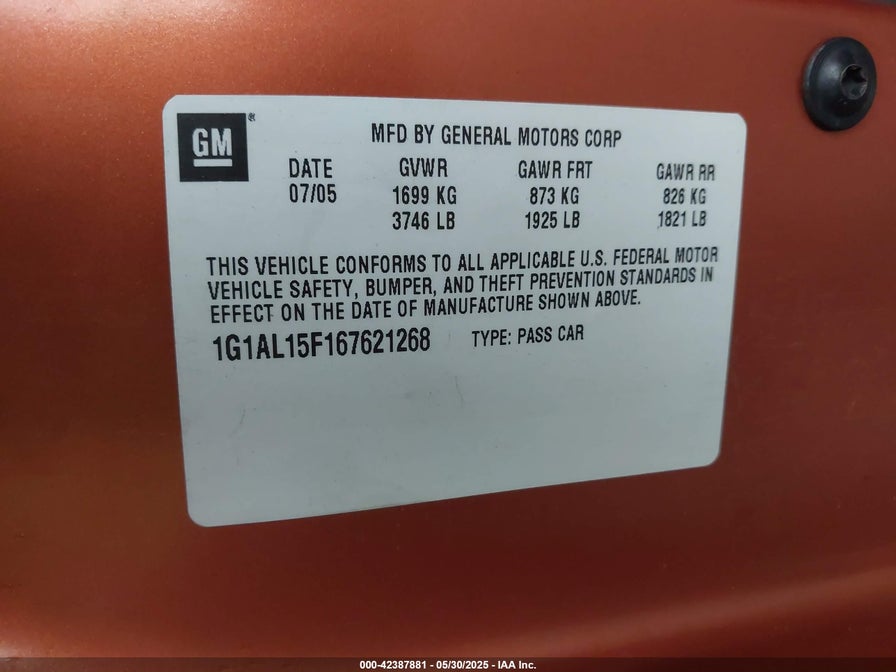 GM®
MFD BY GENERAL MOTORS CORP
DATE GVWR GAWR FRT GAWR RR
07/05 1699 KG 873 KG 826 KG
3746 LB 1925 LB 1821 LB
THIS VEHICLE CONFORMS TO ALL APPLICABLE U.S. FEDERAL MOTOR
VEHICLE SAFETY, BUMPER, AND THEFT PREVENTION STANDARDS IN
EFFECT ON THE DATE OF MANUFACTURE SHOWN ABOVE.
1G1AL15F167621268 TYPE: PASS CAR
000-42387881 / 05/30/2025 - IAA Inc.